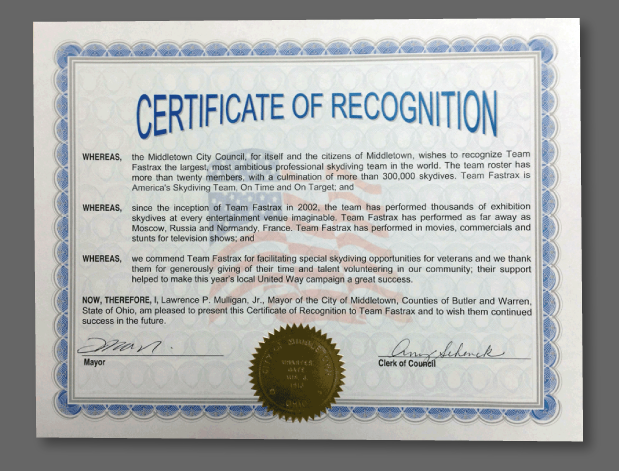 CERTIFICATE OF RECOGNITION
WHEREAS, the Middletown City Council, for itself and the citizens of Middletown, wishes to recognize Team
Fastrax the largest, most ambitious professional skydiving team in the world. The team roster has
more than twenty members, with a culmination of more than 300,000 skydives. Team Fastrax is
America's Skydiving Team, On Time and On Target; and
WHEREAS, since the inception of Team Fastrax in 2002, the team has performed thousands of exhibition
skydives at every entertainment venue imaginable. Team Fastrax has performed as far away as
Moscow, Russia and Normandy, France. Team Fastrax has performed in movies, commercials and
stunts for television shows; and
WHEREAS, we commend Team Fastrax for facilitating special skydiving opportunities for veterans and we thank
them for generously giving of their time and talent volunteering in our community; their support
helped to make this year's local United Way campaign a great success.
NOW, THEREFORE, I, Lawrence P. Mulligan, Jr., Mayor of the City of Middletown, Counties of Butler and Warren,
State of Ohio, am pleased to present this Certificate of Recognition to Team Fastrax and to wish them continued
success in the future.
Amy Schenck
Mayor
Clerk of Council
CITY OF MIDDLETOWN
OHIO